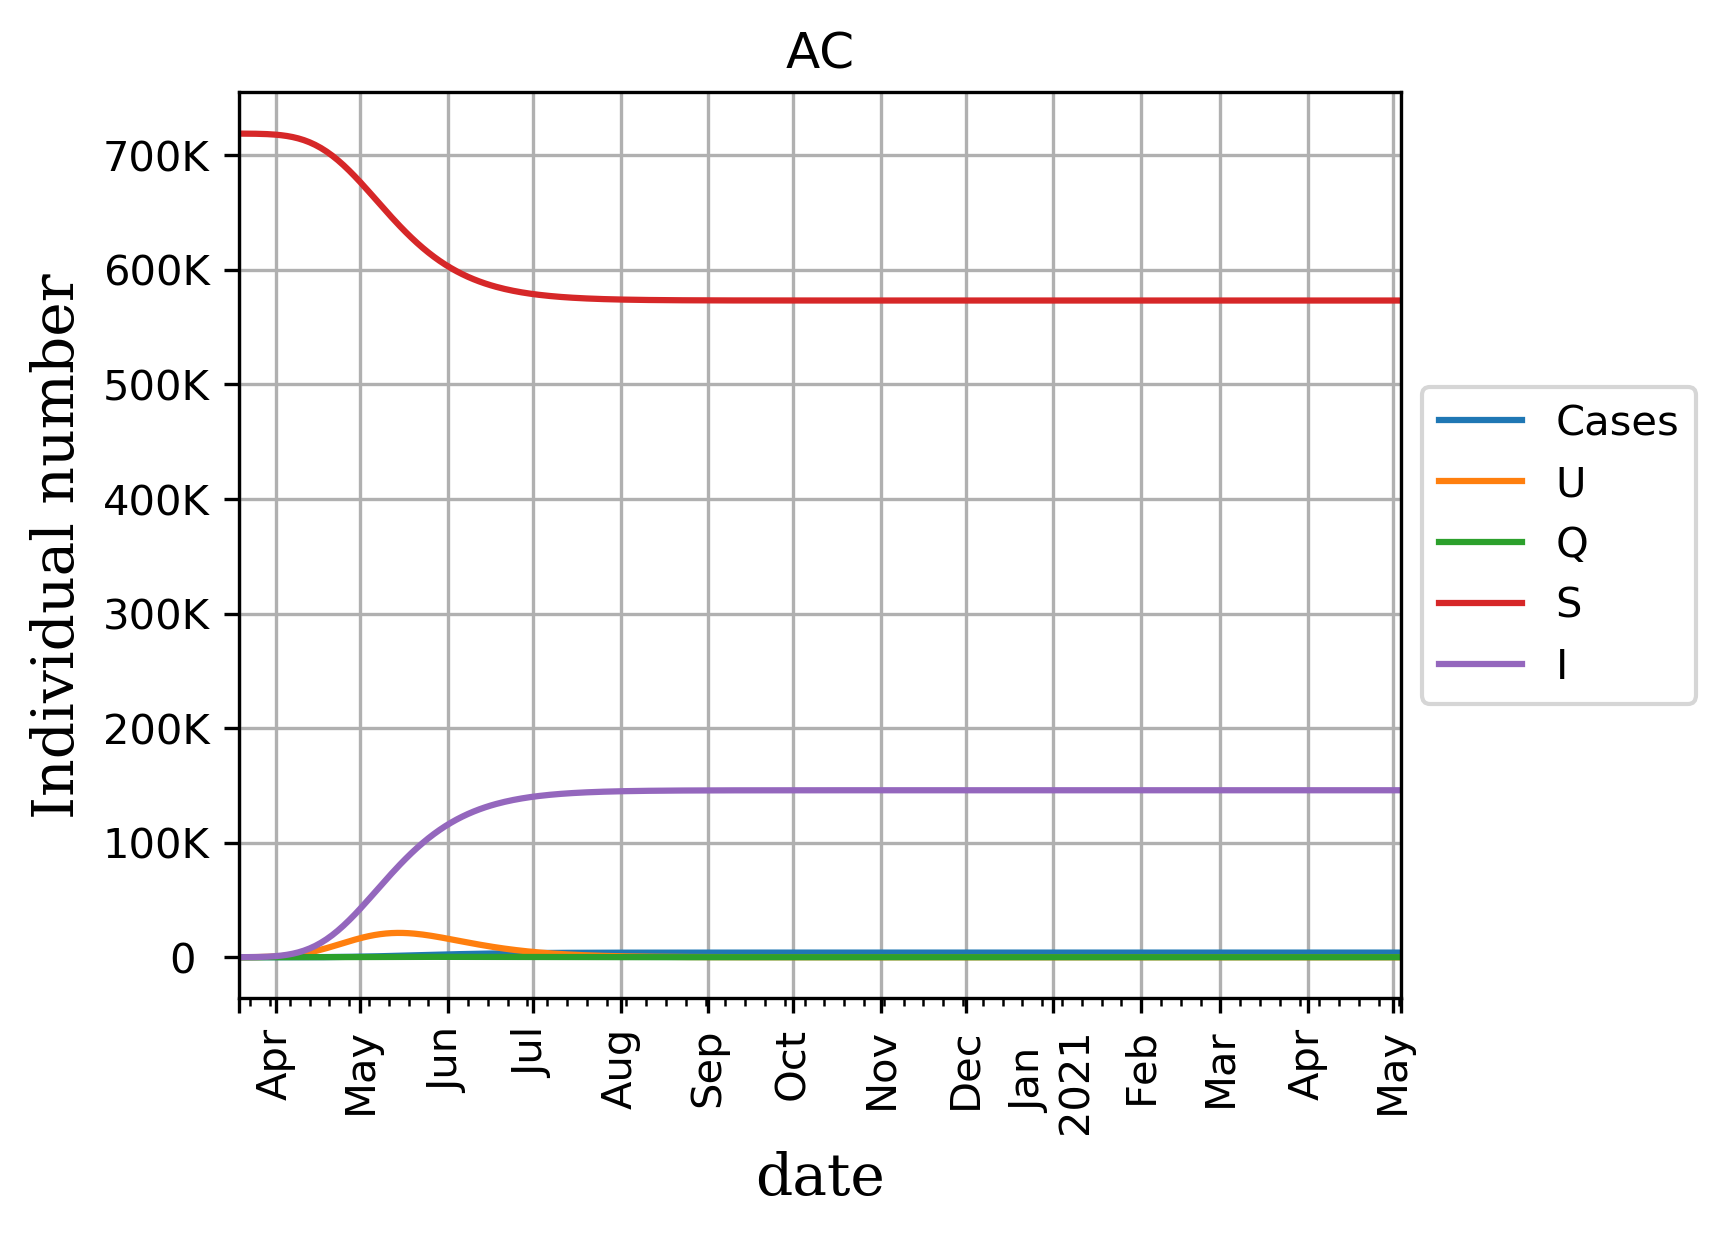 AC
Individual number
700K
600K
500K
400K
300K
200K
100K
0
Apr
May
Jun
Jul
Aug
Sep
Oct
Nov
Dec
Jan
2021
Feb
Mar
Apr
May
date
Cases
U
Q
S
I